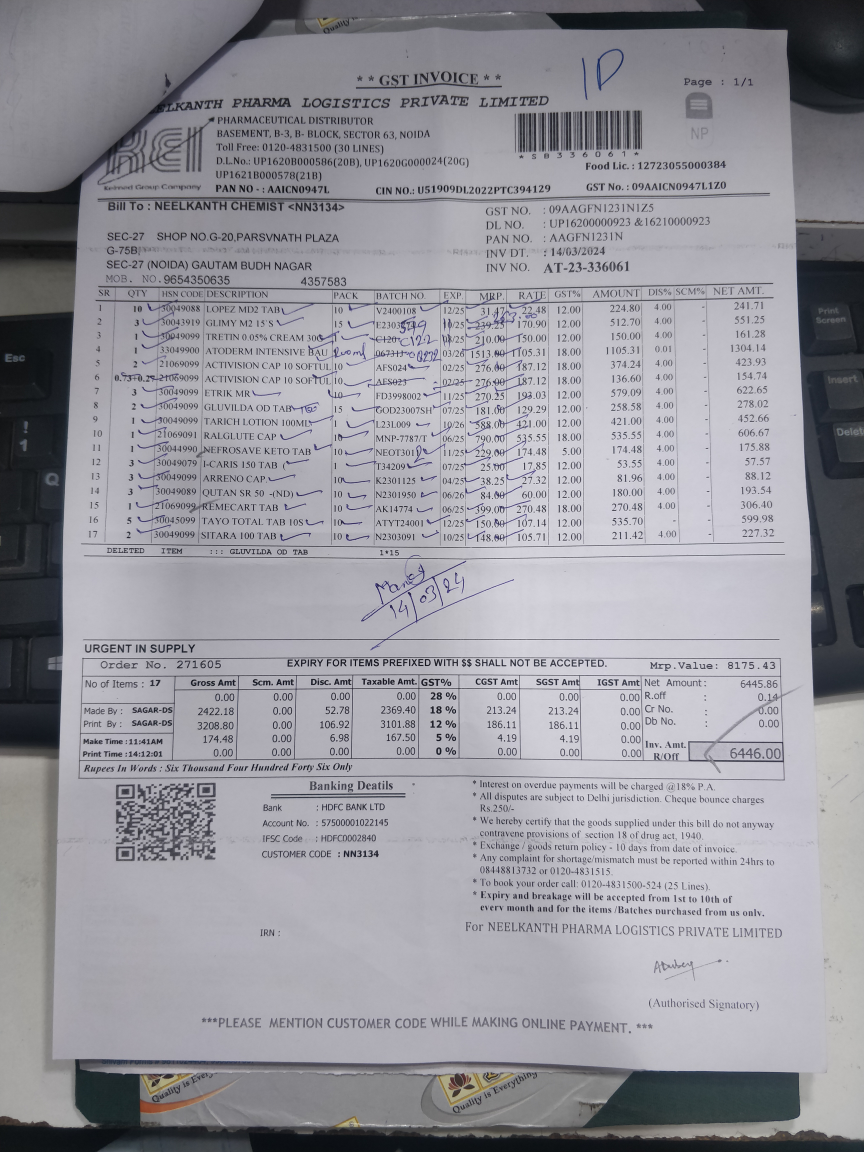 * * GST INVOICE * *
1D
Page : 1/1
NEELKANTH PHARMA LOGISTICS PRIVATE LIMITED
PHARMACEUTICAL DISTRIBUTOR
BASEMENT, B-3, B- BLOCK, SECTOR 63, NOIDA
Toll Free: 0120-4831500 (30 LINES)
D.L.No.: UP1620B000586(20B), UP1620G000024(20G)
UP1621B000578(21B)
REI
Refined Group Company
NP
*SB336061*
Food Lic. : 12723055000384
PAN NO - : AAICN0947L CIN NO.: U51909DL2022PTC394129 GST No. : 09AAICN0947L1Z0
Bill To : NEELKANTH CHEMIST <NN3134>
SEC-27 SHOP NO.G-20,PARSVNATH PLAZA
G-75B,
SEC-27 (NOIDA) GAUTAM BUDH NAGAR
MOB. NO.9654350635 4357583
GST NO. : 09AAGFN1231N1Z5
DL NO. : UP16200000923 &16210000923
PAN NO. : AAGFN1231N
INV DT. : 14/03/2024
INV NO. AT-23-336061
SR QTY HSN CODE DESCRIPTION PACK BATCH NO. EXP. MRP. RATE GST% AMOUNT DIS% SCM% NET AMT.
1 10 30049088 LOPEZ MD2 TAB 10 V2400108 12/25 31.47 22.48 12.00 224.80 4.00 - 241.71
2 3 30043919 GLIMY M2 15'S 15 10/25 239.25 170.90 12.00 512.70 4.00 - 551.25
3 1 30049099 TRETIN 0.05% CREAM 30G 210.00 150.00 12.00 150.00 4.00 - 161.28
4 1 33049900 ATODERM INTENSIVE BAU 03/26 1513.00 1105.31 18.00 1105.31 0.01 - 1304.14
5 2 21069099 ACTIVSION CAP 10 SOFTUL 10 AFS024 02/25 276.00 187.12 18.00 374.24 4.00 - 423.93
6 0.73+0.27 21069099 ACTIVSION CAP 10 SOFTUL 10 AFS023 02/25 276.00 187.12 18.00 136.60 4.00 - 154.74
7 3 30049099 ETRIK MR 10 FD3998002 11/25 270.25 193.03 12.00 579.09 4.00 - 622.65
8 2 30049099 GLUVILDA OD TAB 15 GOD23007SH 07/25 181.00 129.29 12.00 258.58 4.00 - 278.02
9 1 30049099 TARICH LOTION 100ML 1 L23L009 10/26 588.00 421.00 12.00 421.00 4.00 - 452.66
10 1 21069091 RALGLUTE CAP 10 MNP-7787/T 06/25 790.00 535.55 18.00 535.55 4.00 - 606.67
11 1 30044990 NEFROSAVE KETO TAB 10 11/25 229.00 174.48 5.00 174.48 4.00 - 175.88
12 3 30049079 I-CARIS 150 TAB ( 1 T34209 07/25 25.00 17.85 12.00 53.55 4.00 - 57.57
13 3 30049099 ARRENO CAP 10 K2301125 04/25 38.25 27.32 12.00 81.96 4.00 - 88.12
14 3 30049089 QUTAN SR 50 -(ND) 10 N2301950 06/26 84.00 60.00 12.00 180.00 4.00 - 193.54
15 1 21069099 REMECART TAB 10 AK14774 06/25 399.00 270.48 18.00 270.48 4.00 - 306.40
16 5 30045099 TAYO TOTAL TAB 10S 10 ATYT24001 12/25 150.00 107.14 12.00 535.70 - - 599.98
17 2 30049099 SITARA 100 TAB 10 N2303091 10/25 148.00 105.71 12.00 211.42 4.00 - 227.32
DELETED ITEM ::: GLUVILDA OD TAB 1*15
14/03/24
URGENT IN SUPPLY
Order No. 271605 EXPIRY FOR ITEMS PREFIXED WITH $$ SHALL NOT BE ACCEPTED. Mrp.Value: 8175.43
No of Items : 17 Gross Amt Scm. Amt Disc. Amt Taxable Amt. GST% CGST Amt SGST Amt IGST Amt Net Amount : 6445.86
0.00 0.00 0.00 0.00 28 % 0.00 0.00 0.00 R.off : 0.14
Made By : SAGAR-DS 2422.18 0.00 52.78 2369.40 18 % 213.24 213.24 0.00 Cr No. : 0.00
Print By : SAGAR-DS 3208.80 0.00 106.92 3101.88 12 % 186.11 186.11 0.00 Db No. : 0.00
Make Time :11:41AM 174.48 0.00 6.98 167.50 5 % 4.19 4.19 0.00 Inv. Amt.
Print Time :14:12:01 0.00 0.00 0.00 0.00 0 % 0.00 0.00 0.00 R/Off 6446.00
Rupees In Words : Six Thousand Four Hundred Forty Six Only
Banking Deatils
Bank : HDFC BANK LTD
Account No. : 57500001022145
IFSC Code : HDFC0002840
CUSTOMER CODE : NN3134
* Interest on overdue payments will be charged @18% P.A.
* All disputes are subject to Delhi jurisdiction. Cheque bounce charges
Rs.250/-
* We hereby certify that the goods supplied under this bill do not anyway
contravene provisions of section 18 of drug act, 1940.
* Exchange / goods return policy - 10 days from date of invoice.
* Any complaint for shortage/mismatch must be reported within 24hrs to
08448813732 or 0120-4831515.
* To book your order call: 0120-4831500-524 (25 Lines).
* Expiry and breakage will be accepted from 1st to 10th of
every month and for the items /Batches purchased from us only.
IRN :
For NEELKANTH PHARMA LOGISTICS PRIVATE LIMITED
(Authorised Signatory)
***PLEASE MENTION CUSTOMER CODE WHILE MAKING ONLINE PAYMENT. ***
Quality is Everything
Esc
Print
Screen
Insert